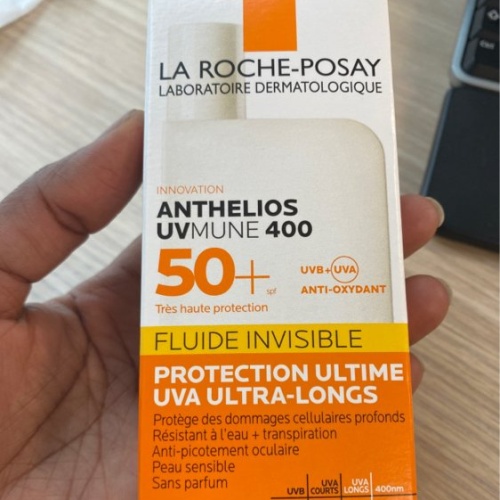 LA ROCHE-POSAY
LABORATOIRE DERMATOLOGIQUE
INNOVATION
ANTHELIOS
UVMUNE 400
50+ spf
UVB+UVA
ANTI-OXYDANT
Très haute protection
FLUIDE INVISIBLE
PROTECTION ULTIME
UVA ULTRA-LONGS
Protège des dommages cellulaires profonds
Résistant à l'eau + transpiration
Anti-picotement oculaire
Peau sensible
Sans parfum
UVB UVA COURTS UVA LONGS 400nm